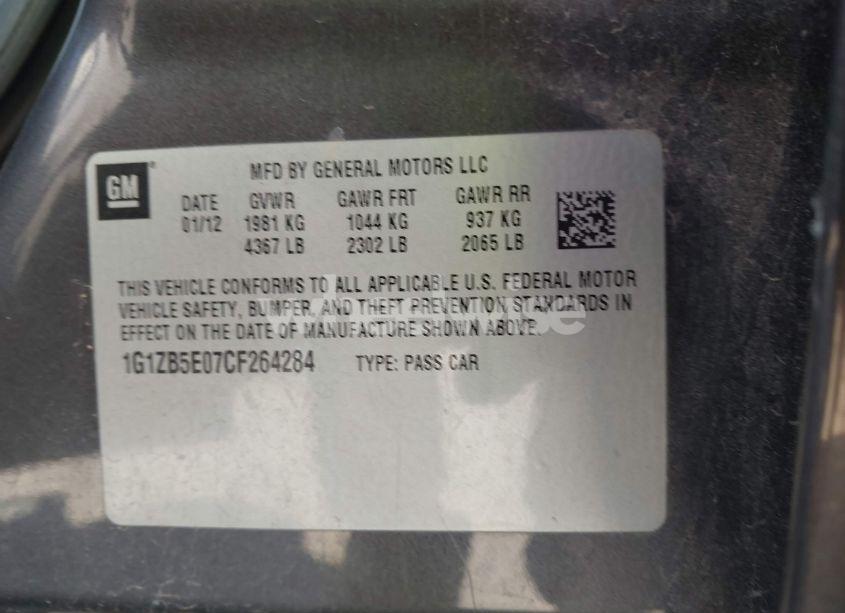 GM
MFD BY GENERAL MOTORS LLC
DATE GVWR GAWR FRT GAWR RR
01/12 1981 KG 1044 KG 937 KG
4367 LB 2302 LB 2065 LB
THIS VEHICLE CONFORMS TO ALL APPLICABLE U.S. FEDERAL MOTOR
VEHICLE SAFETY, BUMPER, AND THEFT PREVENTION STANDARDS IN
EFFECT ON THE DATE OF MANUFACTURE SHOWN ABOVE.
1G1ZB5E07CF264284 TYPE: PASS CAR